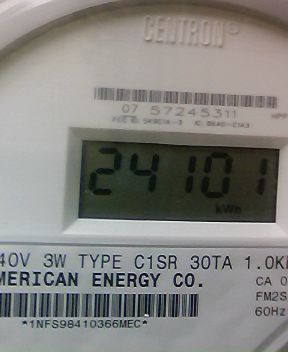 CENTRON®
07 57245311
24101
kWh
40V 3W TYPE C1SR 30TA 1.0K
MERICAN ENERGY CO.
CA 0
FM2S
60Hz
*1NFS98410366MEC*